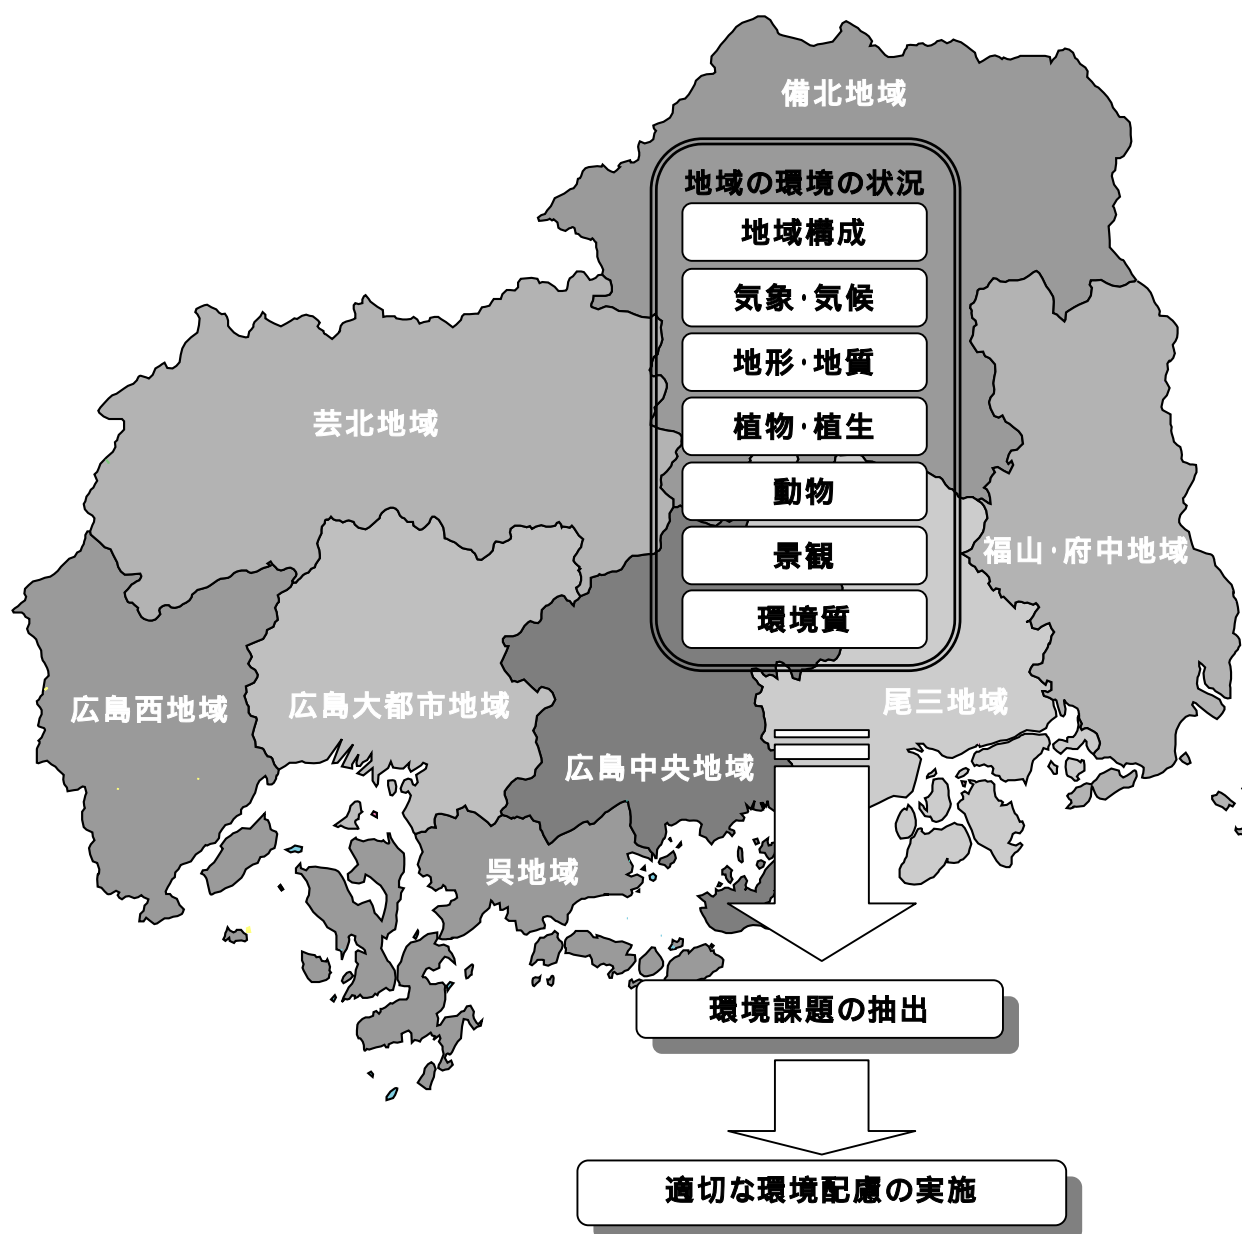 備北地域
地域の環境の状況
地域構成
気象・気候
地形・地質
植物・植生
動物
景観
環境質
芸北地域
福山・府中地域
広島西地域
広島大都市地域
尾三地域
広島中央地域
呉地域
環境課題の抽出
適切な環境配慮の実施